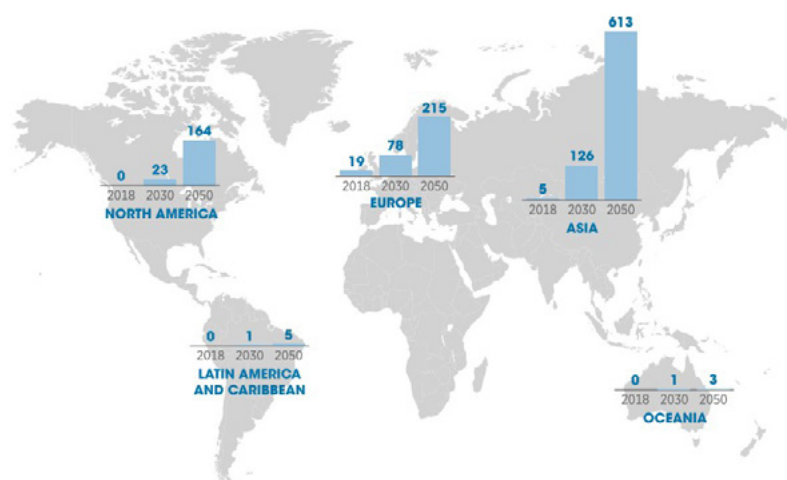 613
215
164
126
78
23
19
0
5
2018 2030 2050
NORTH AMERICA
2018 2030 2050
EUROPE
2018 2030 2050
ASIA
0 1 5
2018 2030 2050
LATIN AMERICA
AND CARIBBEAN
0 1 3
2018 2030 2050
OCEANIA